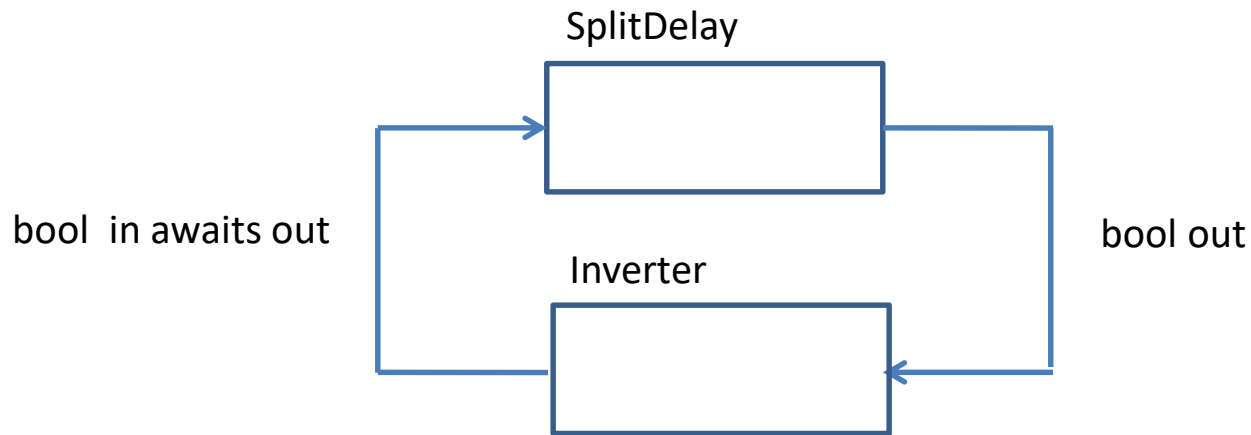 SplitDelay
bool  in awaits out
bool out
Inverter